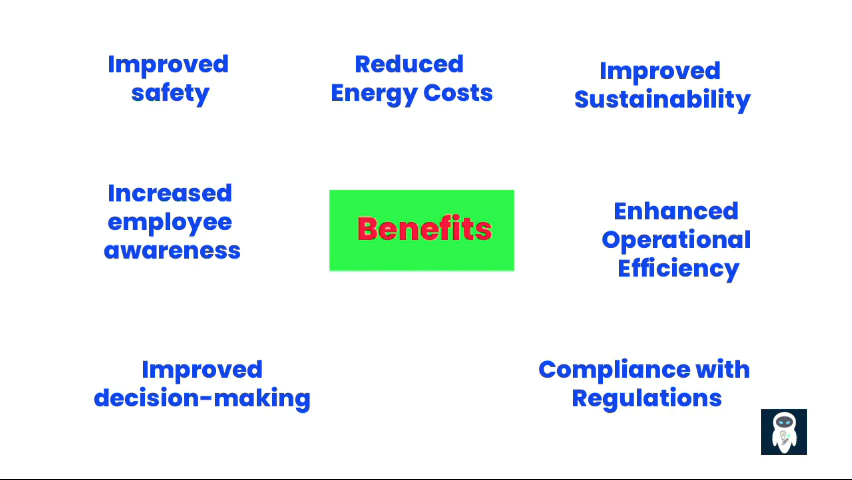 Improved
safety
Reduced
Energy Costs
Improved
Sustainability
Increased
employee
awareness
Benefits
Enhanced
Operational
Efficiency
Improved
decision-making
Compliance with
Regulations